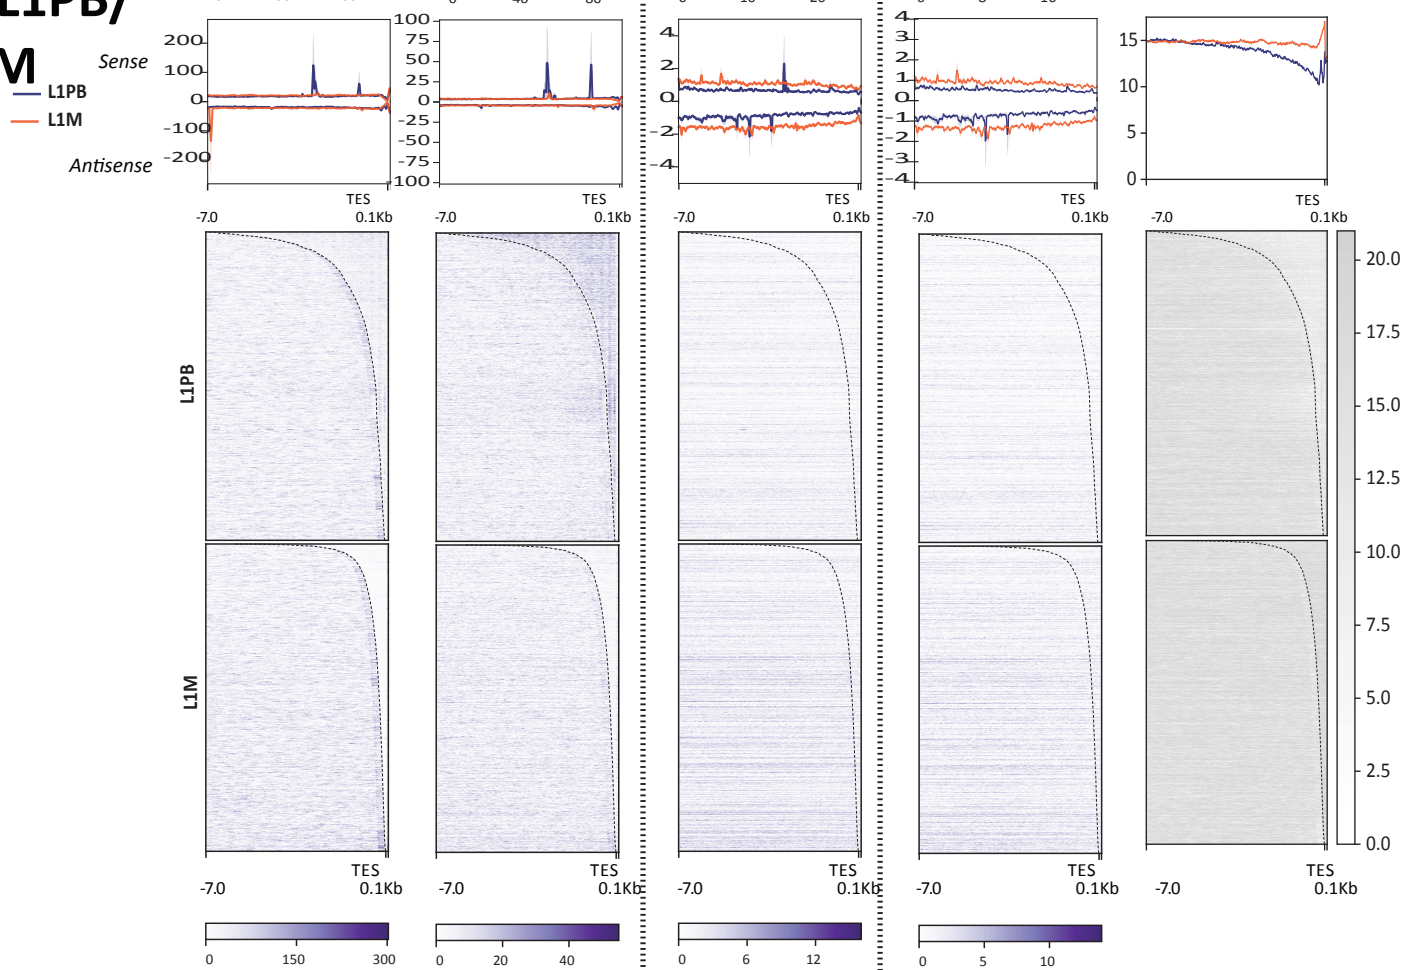 L1PB/
M
Sense
L1PB
L1M
Antisense
200
100
0
-100
-200
100
75
50
25
0
-25
-50
-75
-100
4
2
0
-2
-4
4
3
2
1
0
-1
-2
-3
-4
15
10
5
0
TES
-7.0 0.1Kb
TES
-7.0 0.1Kb
TES
-7.0 0.1Kb
TES
-7.0 0.1Kb
TES
-7.0 0.1Kb
L1PB
L1M
20.0
17.5
15.0
12.5
10.0
7.5
5.0
2.5
0.0
TES
-7.0 0.1Kb
TES
-7.0 0.1Kb
TES
-7.0 0.1Kb
TES
-7.0 0.1Kb
TES
-7.0 0.1Kb
0 150 300
0 20 40
0 6 12
0 5 10